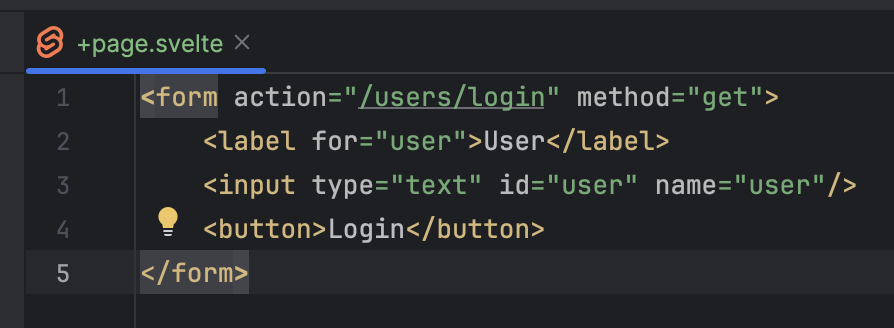 +page.svelte
1 <form action="/users/login" method="get">
2 <label for="user">User</label>
3 <input type="text" id="user" name="user"/>
4 <button>Login</button>
5 </form>